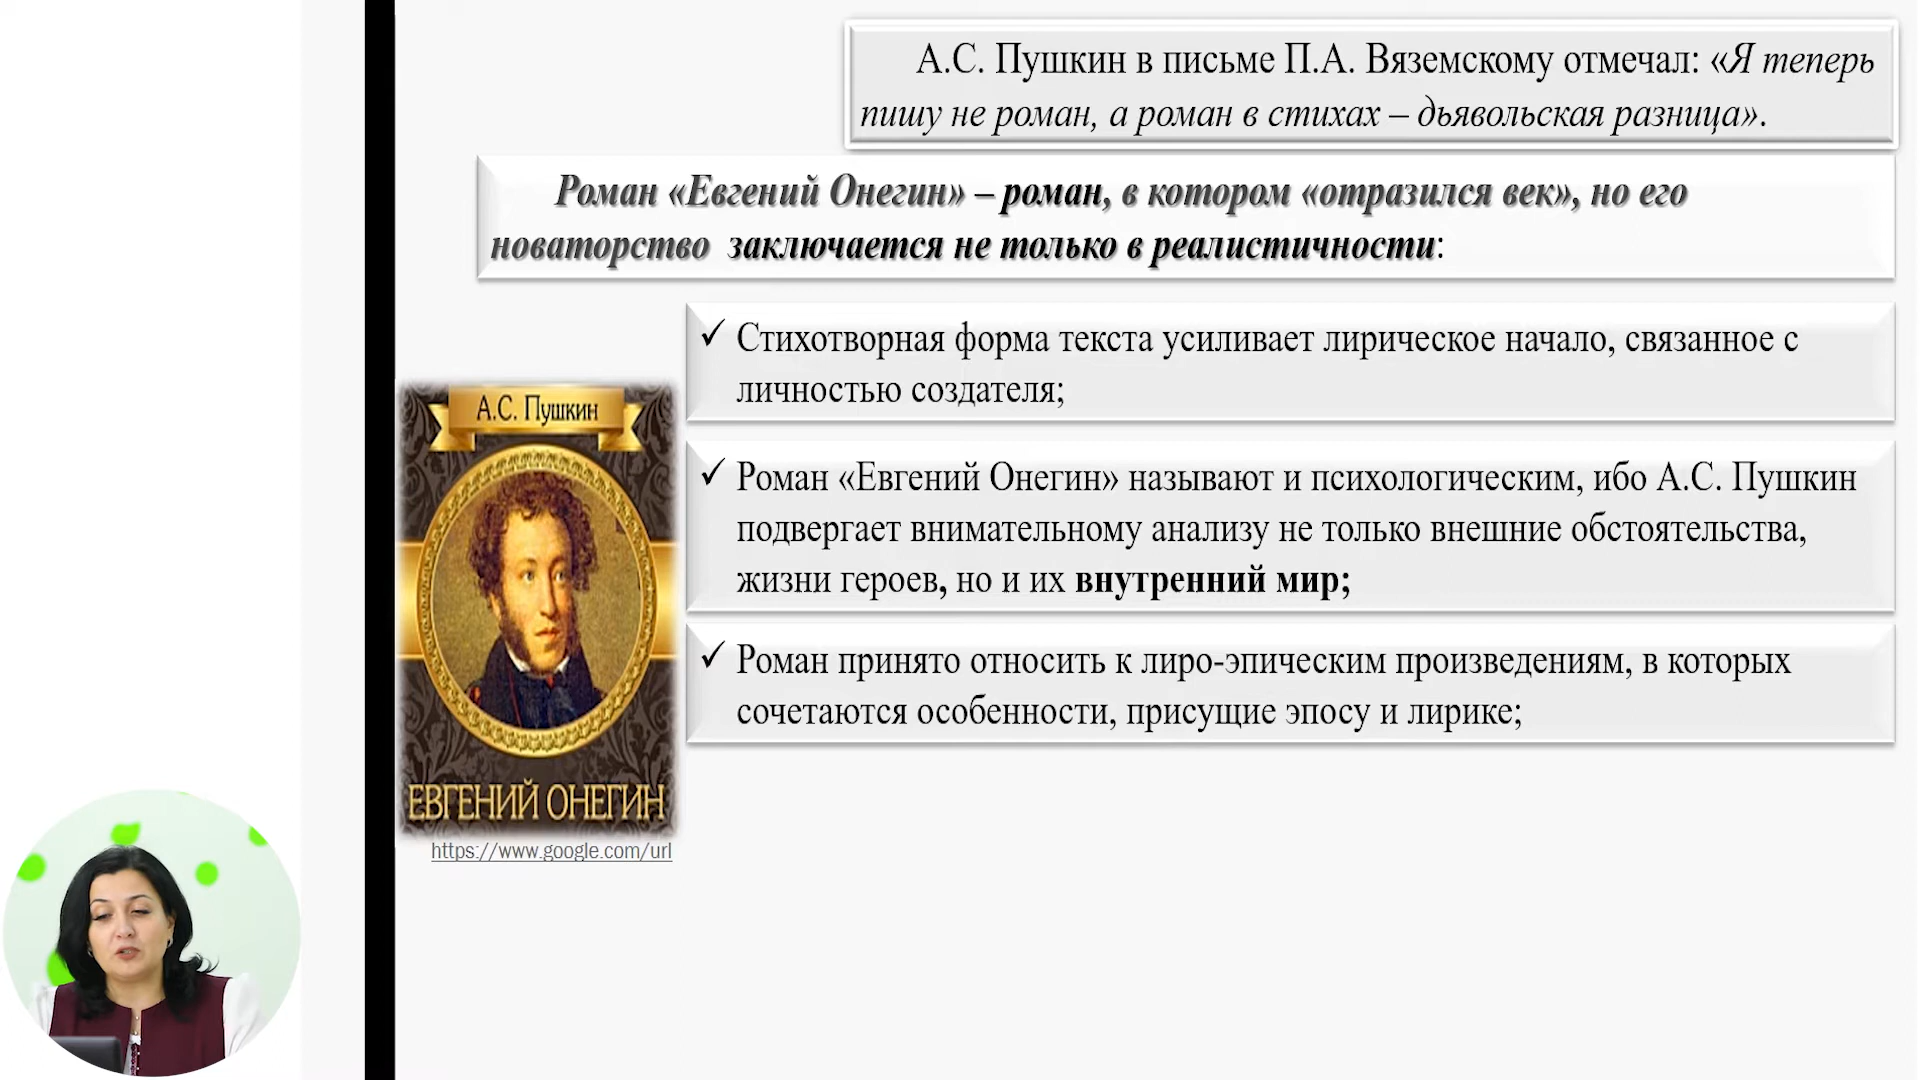 А.С. Пушкин в письме П.А. Вяземскому отмечал: «Я теперь
пишу не роман, а роман в стихах – дьявольская разница».
Роман «Евгений Онегин» – роман, в котором «отразился век», но его
новаторство заключается не только в реалистичности:
✓ Стихотворная форма текста усиливает лирическое начало, связанное с
личностью создателя;
✓ Роман «Евгений Онегин» называют и психологическим, ибо А.С. Пушкин
подвергает внимательному анализу не только внешние обстоятельства,
жизни героев, но и их внутренний мир;
✓ Роман принято относить к лиро-эпическим произведениям, в которых
сочетаются особенности, присущие эпосу и лирике;
А.С. Пушкин
ЕВГЕНИЙ ОНЕГИН
https://www.google.com/url